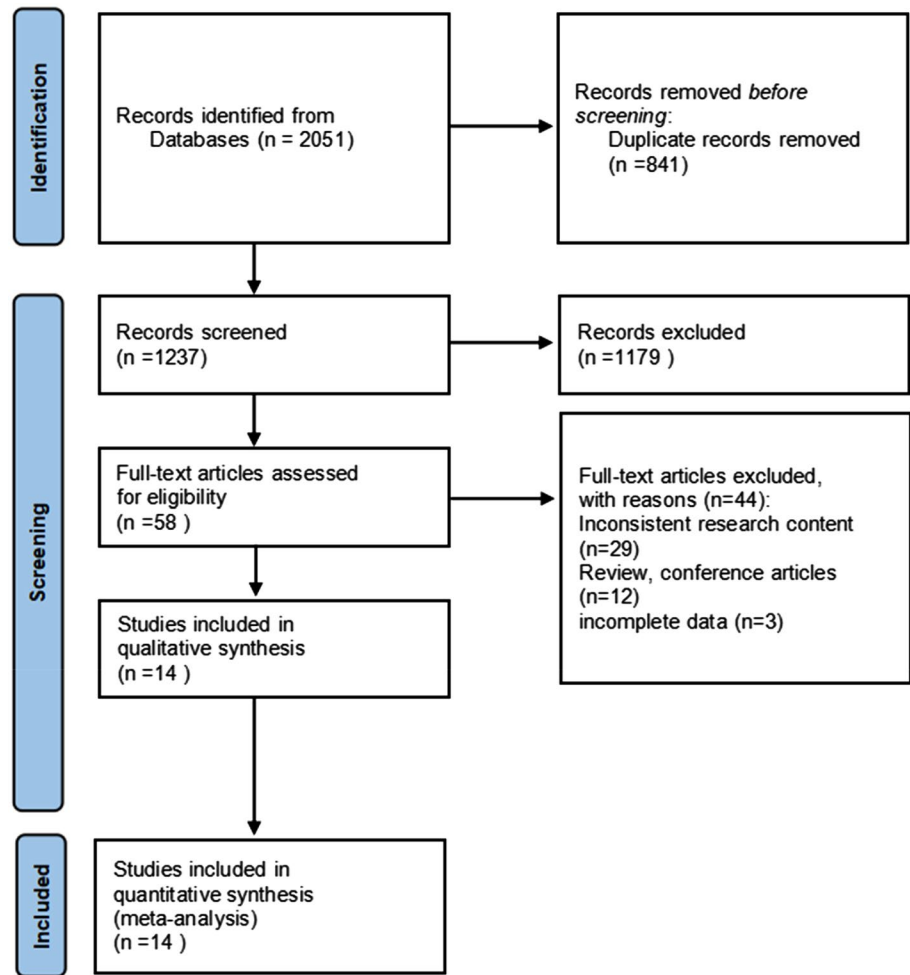 Identification
Records identified from
Databases (n = 2051)
Records removed before
screening:
Duplicate records removed
(n =841)
Screening
Records screened
(n =1237)
Records excluded
(n =1179 )
Full-text articles assessed
for eligibility
(n =58 )
Full-text articles excluded,
with reasons (n=44):
Inconsistent research content
(n=29)
Review, conference articles
(n=12)
incomplete data (n=3)
Studies included in
qualitative synthesis
(n =14 )
Included
Studies included in
quantitative synthesis
(meta-analysis)
(n =14 )